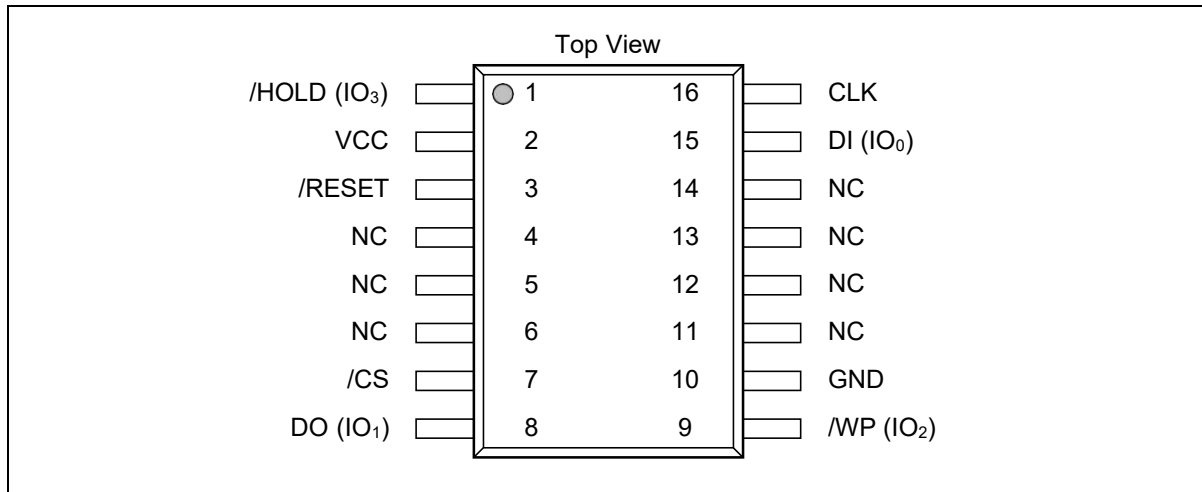 Top View
/HOLD (IO₃) 1 16 CLK
VCC 2 15 DI (IO₀)
/RESET 3 14 NC
NC 4 13 NC
NC 5 12 NC
NC 6 11 NC
/CS 7 10 GND
DO (IO₁) 8 9 /WP (IO₂)